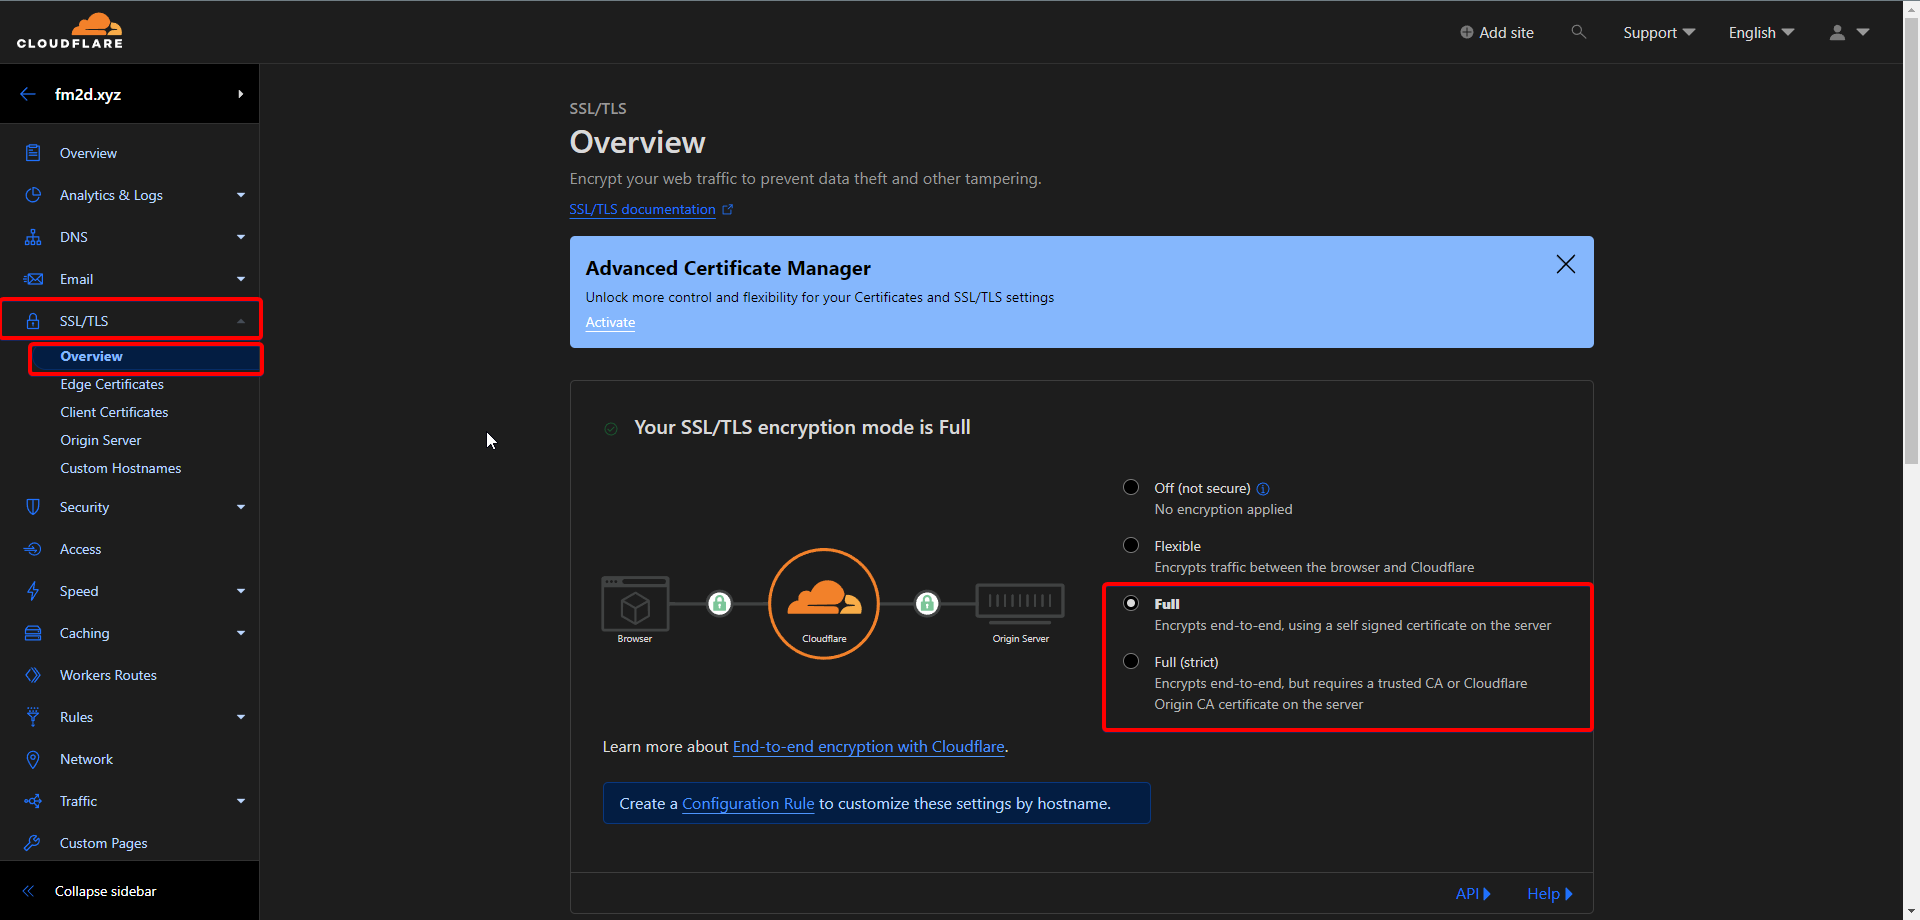 CLOUDFLARE
Add site
Support
English
fm2d.xyz
Overview
Analytics & Logs
DNS
Email
SSL/TLS
Overview
Edge Certificates
Client Certificates
Origin Server
Custom Hostnames
Security
Access
Speed
Caching
Workers Routes
Rules
Network
Traffic
Custom Pages
Collapse sidebar
SSL/TLS
Overview
Encrypt your web traffic to prevent data theft and other tampering.
SSL/TLS documentation
Advanced Certificate Manager
Unlock more control and flexibility for your Certificates and SSL/TLS settings
Activate
Your SSL/TLS encryption mode is Full
Browser
Cloudflare
Origin Server
Off (not secure)
No encryption applied
Flexible
Encrypts traffic between the browser and Cloudflare
Full
Encrypts end-to-end, using a self signed certificate on the server
Full (strict)
Encrypts end-to-end, but requires a trusted CA or Cloudflare
Origin CA certificate on the server
Learn more about End-to-end encryption with Cloudflare.
Create a Configuration Rule to customize these settings by hostname.
API
Help